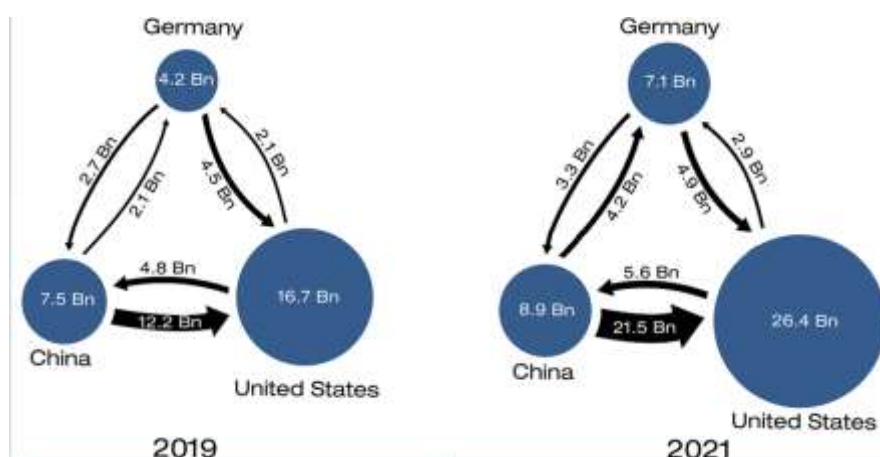 Germany
4.2 Bn
2.7 Bn
2.1 Bn
4.5 Bn
2.1 Bn
4.8 Bn
7.5 Bn
12.2 Bn
16.7 Bn
China
United States
2019
Germany
7.1 Bn
3.3 Bn
4.2 Bn
4.9 Bn
2.9 Bn
5.6 Bn
8.9 Bn
21.5 Bn
26.4 Bn
China
United States
2021